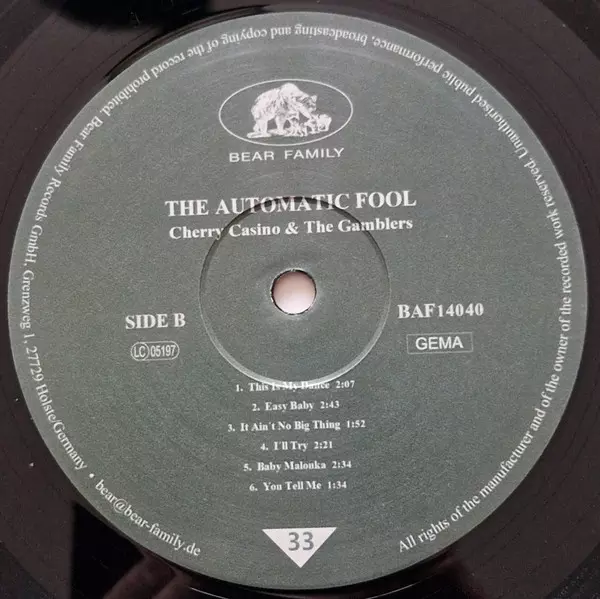 BEAR FAMILY
THE AUTOMATIC FOOL
Cherry Casino & The Gamblers
SIDE B
BAF14040
LC 05197
GEMA
1. This Is My Dance 2:07
2. Easy Baby 2:43
3. It Ain't No Big Thing 1:52
4. I'll Try 2:21
5. Baby Malouka 2:34
6. You Tell Me 1:34
33
All rights of the manufacturer and of the owner of the recorded work reserved. Unauthorised public performance, broadcasting and copying of the record prohibited. Bear Family Records GmbH, Grenzweg 1, 27729 Holste/Germany • bear@bear-family.de